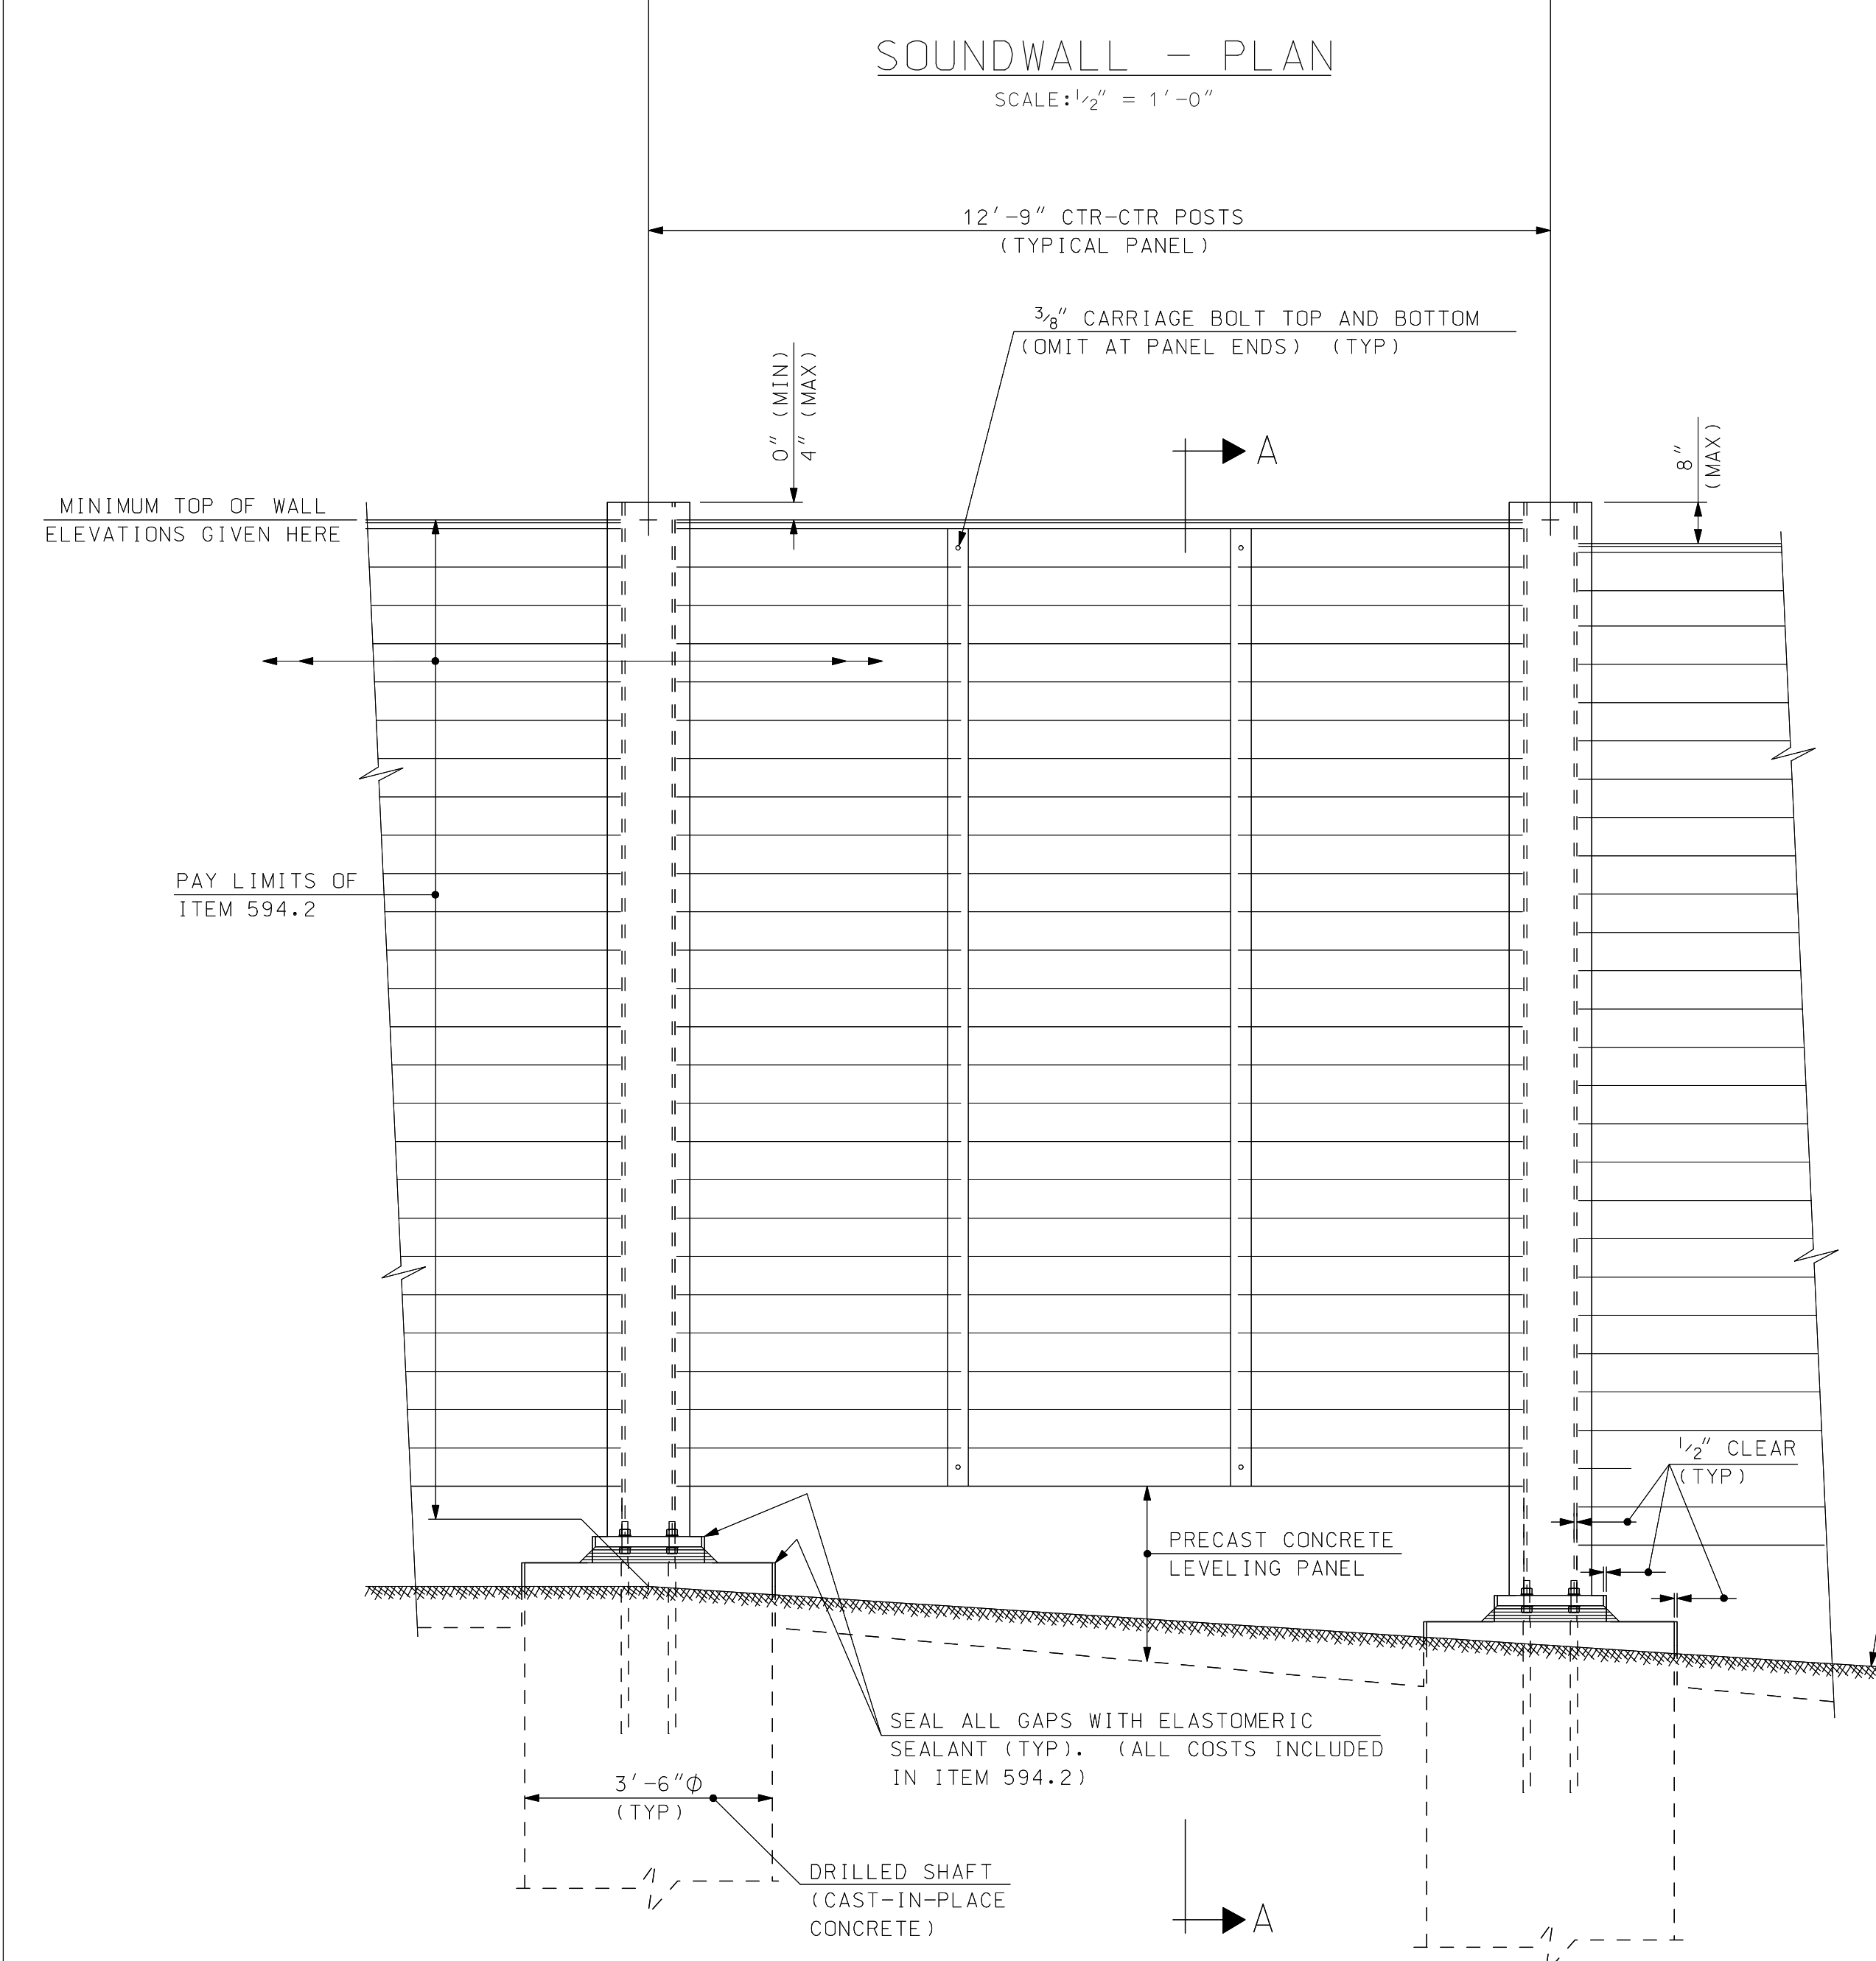 SOUNDWALL - PLAN
SCALE: 1/2" = 1'-0"
12'-9" CTR-CTR POSTS
(TYPICAL PANEL)
3/8" CARRIAGE BOLT TOP AND BOTTOM
(OMIT AT PANEL ENDS) (TYP)
0" (MIN)
4" (MAX)
A
8"
(MAX)
MINIMUM TOP OF WALL
ELEVATIONS GIVEN HERE
PAY LIMITS OF
ITEM 594.2
1/2" CLEAR
(TYP)
PRECAST CONCRETE
LEVELING PANEL
SEAL ALL GAPS WITH ELASTOMERIC
SEALANT (TYP). (ALL COSTS INCLUDED
IN ITEM 594.2)
3'-6"Ø
(TYP)
DRILLED SHAFT
(CAST-IN-PLACE
CONCRETE)
A